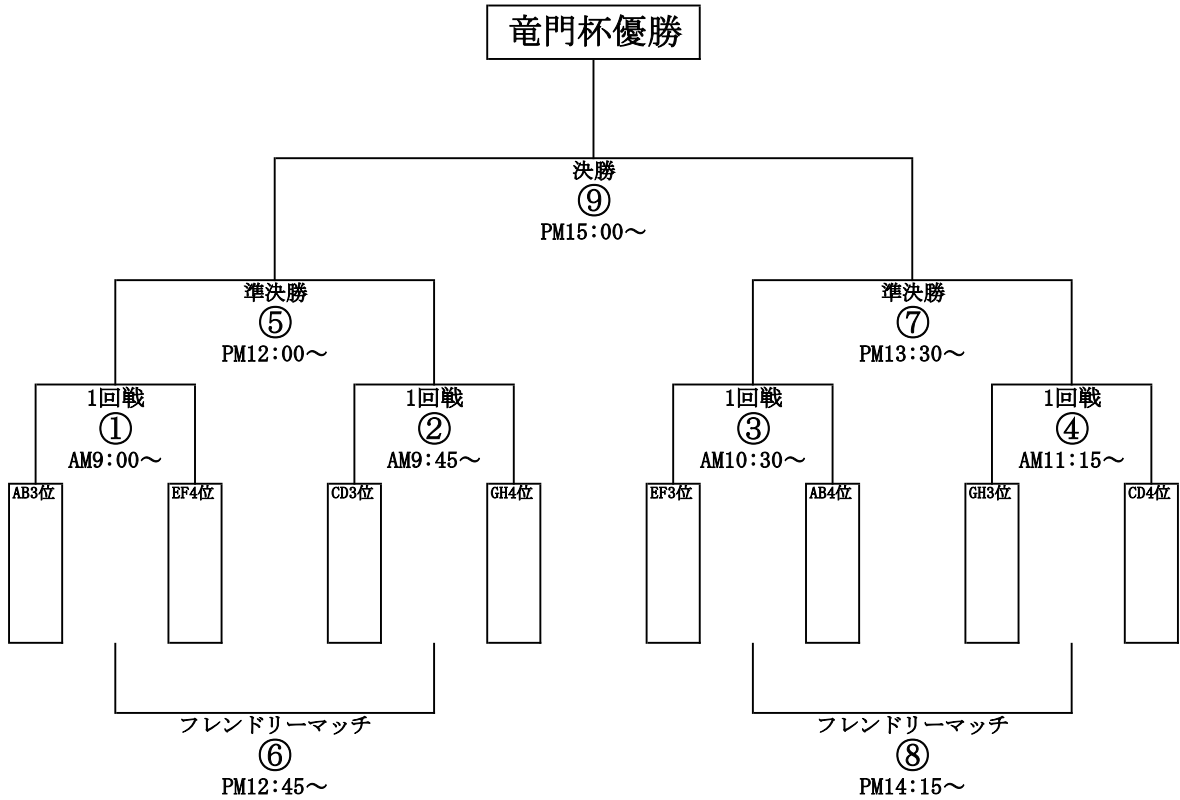 竜門杯優勝
決勝
⑨
PM15:00～
準決勝
⑤
PM12:00～
準決勝
⑦
PM13:30～
1回戦
①
AM9:00～
1回戦
②
AM9:45～
1回戦
③
AM10:30～
1回戦
④
AM11:15～
AB3位
EF4位
CD3位
GH4位
EF3位
AB4位
GH3位
CD4位
フレンドリーマッチ
⑥
PM12:45～
フレンドリーマッチ
⑧
PM14:15～